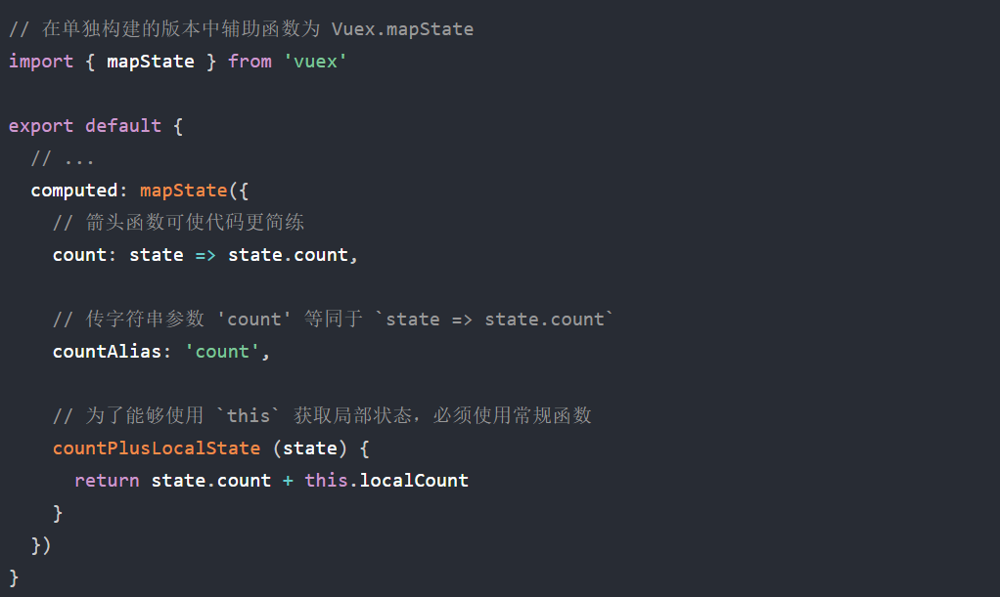 // 在单独构建的版本中辅助函数为 Vuex.mapState
import { mapState } from 'vuex'

export default {
  // ...
  computed: mapState({
    // 箭头函数可使代码更简练
    count: state => state.count,

    // 传字符串参数 'count' 等同于 `state => state.count`
    countAlias: 'count',

    // 为了能够使用 `this` 获取局部状态，必须使用常规函数
    countPlusLocalState (state) {
      return state.count + this.localCount
    }
  })
}